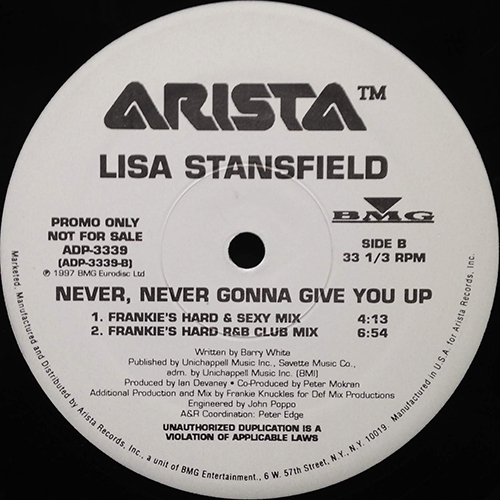 ARISTA™
LISA STANSFIELD
BMG
PROMO ONLY
NOT FOR SALE
ADP-3339
(ADP-3339-B)
℗ 1997 BMG Eurodisc Ltd
SIDE B
33 1/3 RPM
NEVER, NEVER GONNA GIVE YOU UP
1. FRANKIE'S HARD & SEXY MIX 4:13
2. FRANKIE'S HARD R&B CLUB MIX 6:54
Written by Barry White
Published by Unichappell Music Inc., Savette Music Co.,
adm. by Unichappell Music Inc. (BMI)
Produced by Ian Devaney • Co-Produced by Peter Mokran
Additional Production and Mix by Frankie Knuckles for Def Mix Productions
Engineered by John Poppo
A&R Coordination: Peter Edge
UNAUTHORIZED DUPLICATION IS A
VIOLATION OF APPLICABLE LAWS
Marketed, Manufactured and Distributed by Arista Records, Inc., a unit of BMG Entertainment., 6 W. 57th Street, N.Y., N.Y. 10019. Manufactured in U.S.A. for Arista Records, Inc.